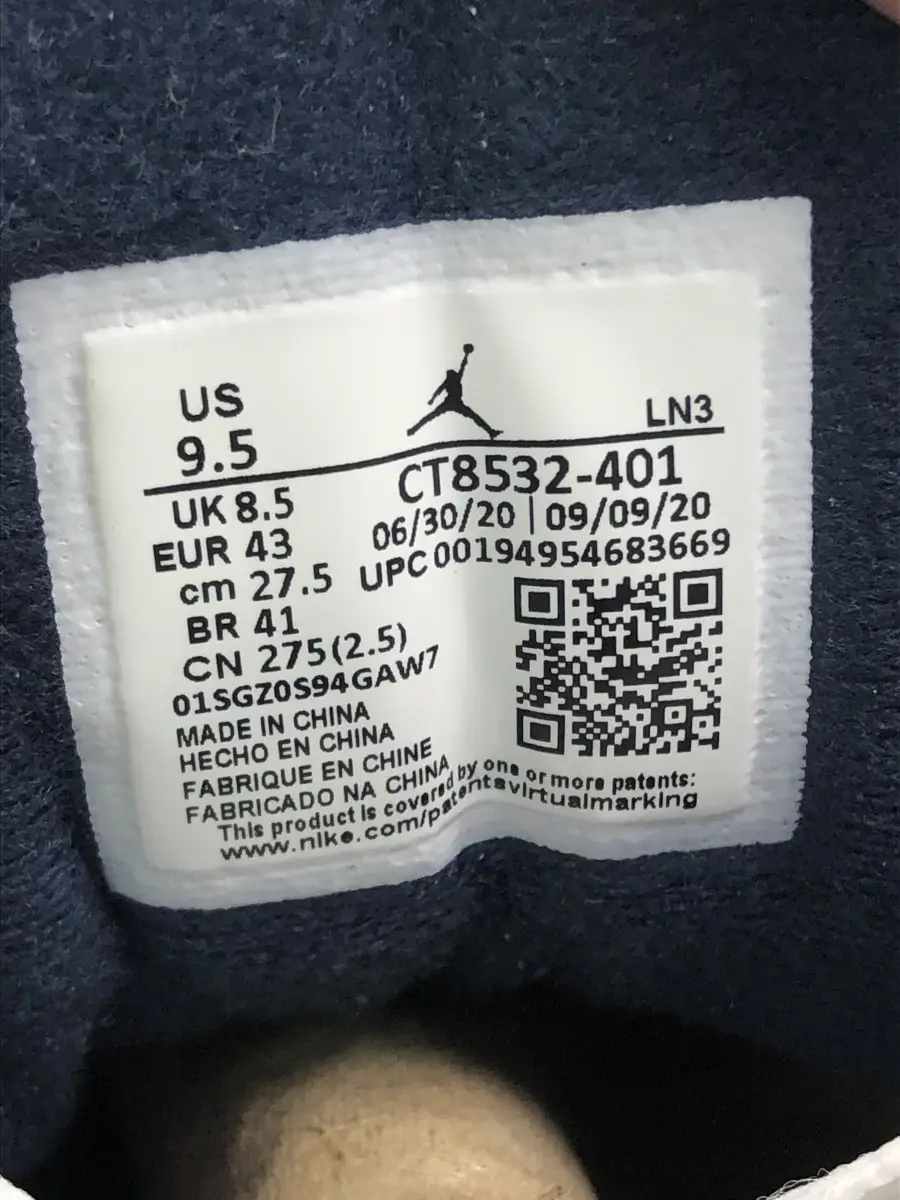 US
9.5
LN3
UK 8.5
EUR 43
cm 27.5
BR 41
CN 275(2.5)
01SGZ0S94GAW7
CT8532-401
06/30/20 | 09/09/20
UPC 00194954683669
MADE IN CHINA
HECHO EN CHINA
FABRIQUE EN CHINE
FABRICADO NA CHINA
This product is covered by one or more patents:
www.nike.com/patentsvirtualmarking